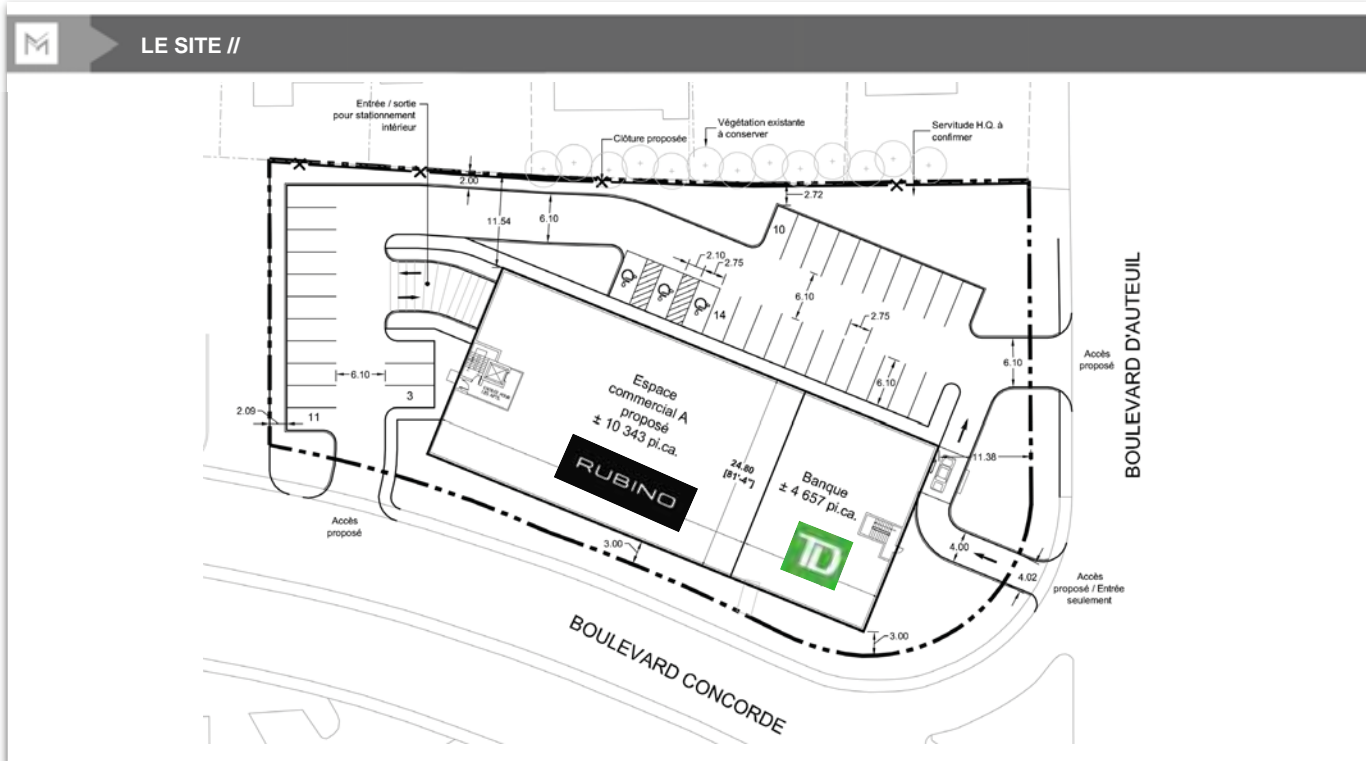 LE SITE //
Entrée / sortie
pour stationnement
intérieur
Clôture proposée
Végétation existante
à conserver
Servitude H.Q. à
confirmer
2.00
11.54
6.10
2.72
10
2.10
2.75
14
6.10
2.75
6.10
6.10
Accès
proposé
BOULEVARD D'AUTEUIL
6.10
3
2.09
11
Espace
commercial A
proposé
± 10 343 pi.ca.
RUBINO
24.80
[81'-4"]
Banque
± 4 657 pi.ca.
TD
11.38
4.00
4.02
Accès
proposé / Entrée
seulement
Accès
proposé
3.00
3.00
BOULEVARD CONCORDE